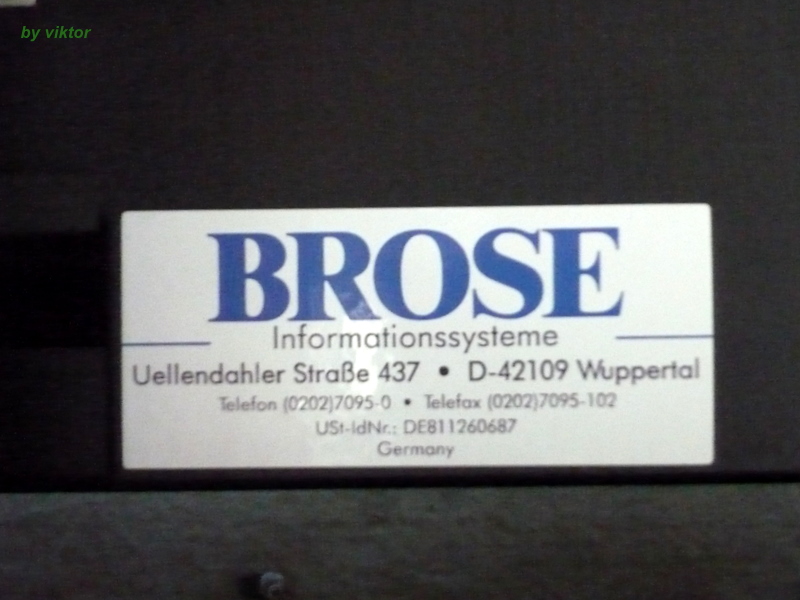 by viktor
BROSE
Informationssysteme
Uellendahler Straße 437 • D-42109 Wuppertal
Telefon (0202)7095-0 • Telefax (0202)7095-102
USt-IdNr.: DE811260687
Germany